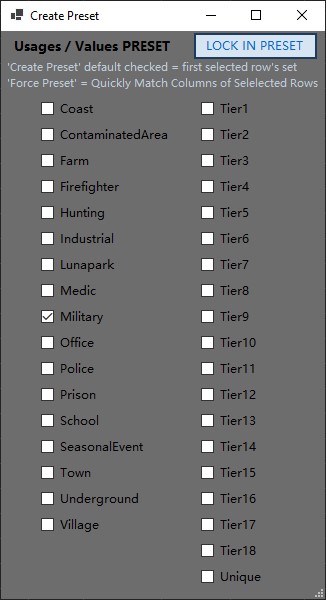 Create Preset
Usages / Values PRESET
LOCK IN PRESET
'Create Preset' default checked = first selected row's set
'Force Preset' = Quickly Match Columns of Selelected Rows
Coast
ContaminatedArea
Farm
Firefighter
Hunting
Industrial
Lunapark
Medic
Military
Office
Police
Prison
School
SeasonalEvent
Town
Underground
Village
Tier1
Tier2
Tier3
Tier4
Tier5
Tier6
Tier7
Tier8
Tier9
Tier10
Tier11
Tier12
Tier13
Tier14
Tier15
Tier16
Tier17
Tier18
Unique